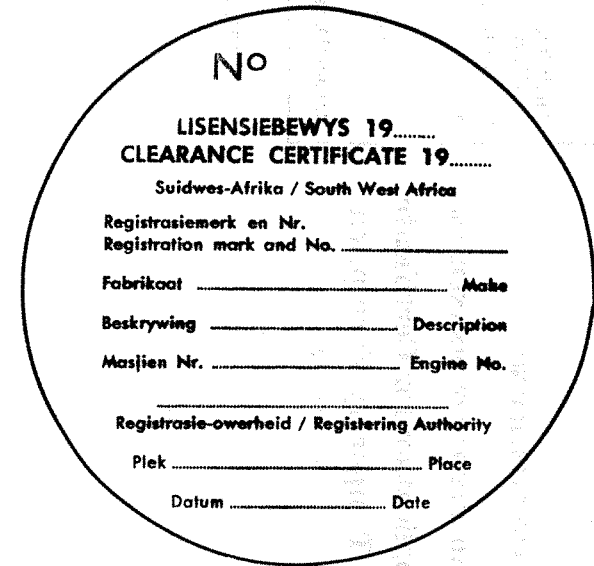 No
LISENSIEBEWYS 19.........
CLEARANCE CERTIFICATE 19.........
Suidwes-Afrika / South West Africa
Registrasiemerk en Nr.
Registration mark and No. ....................
Fabrikaat .................... Make
Beskrywing .................... Description
Masjien Nr. .................... Engine No.
....................
Registrasie-owerheid / Registering Authority
Plek .................... Place
Datum .................... Date